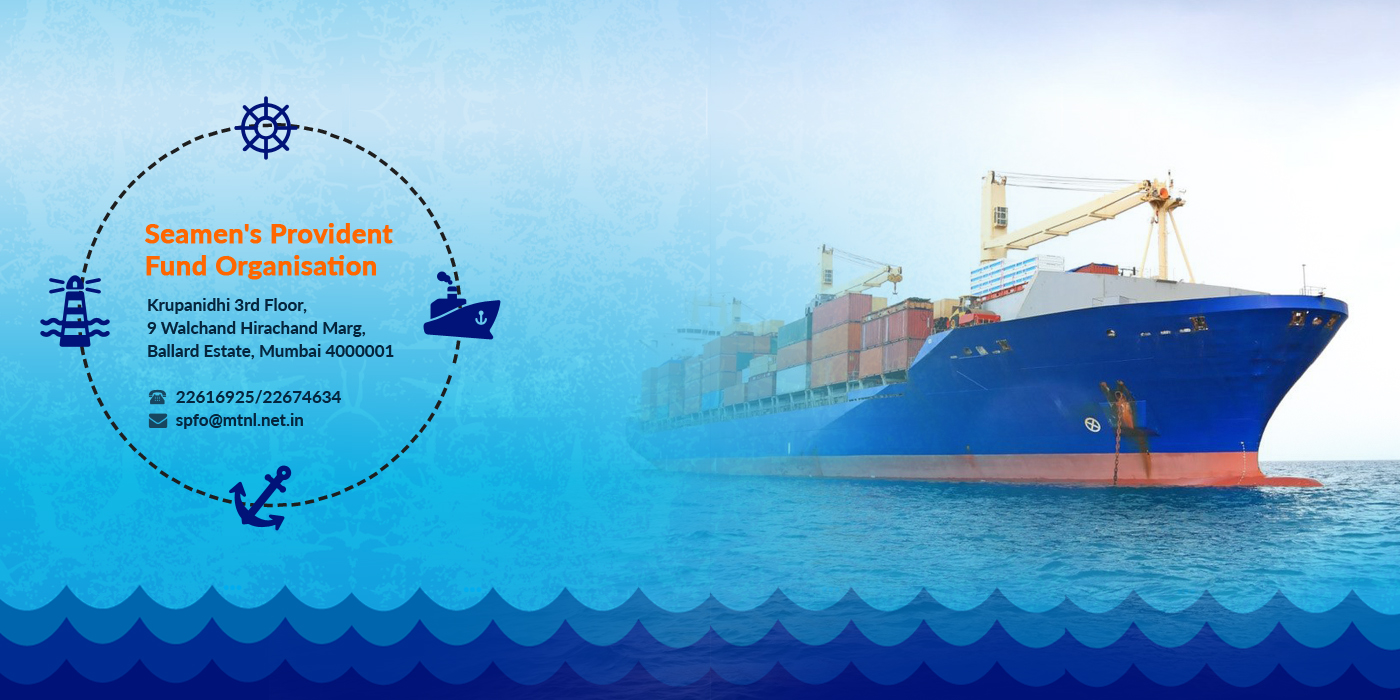 Seamen's Provident
Fund Organisation
Krupanidhi 3rd Floor,
9 Walchand Hirachand Marg,
Ballard Estate, Mumbai 4000001
22616925/22674634
spfo@mtnl.net.in